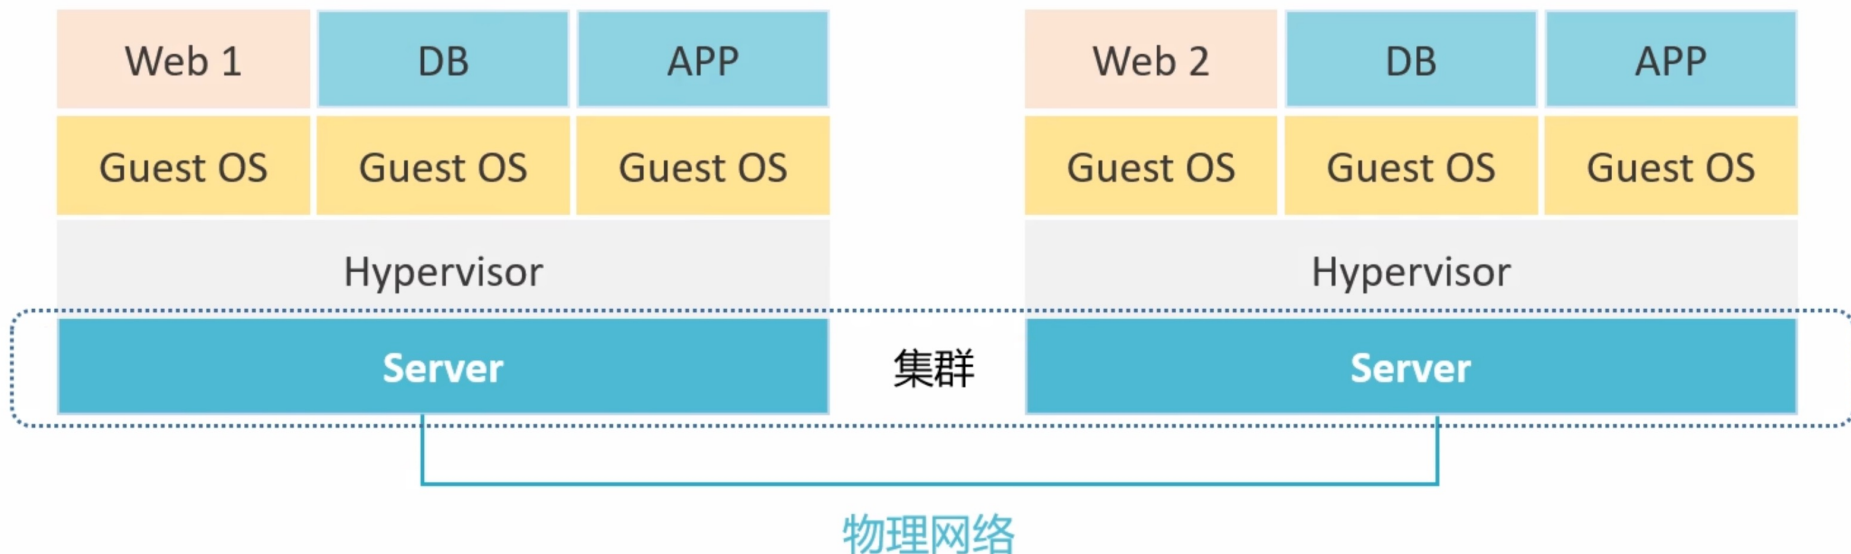 Web 1 DB APP Web 2 DB APP
Guest OS Guest OS Guest OS Guest OS Guest OS Guest OS
Hypervisor Hypervisor
Server 集群 Server
物理网络